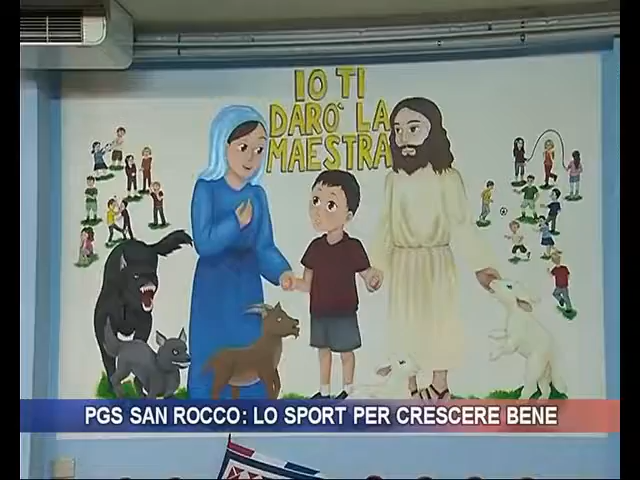 IO TI
DARO' LA
MAESTRA
PGS SAN ROCCO: LO SPORT PER CRESCERE BENE